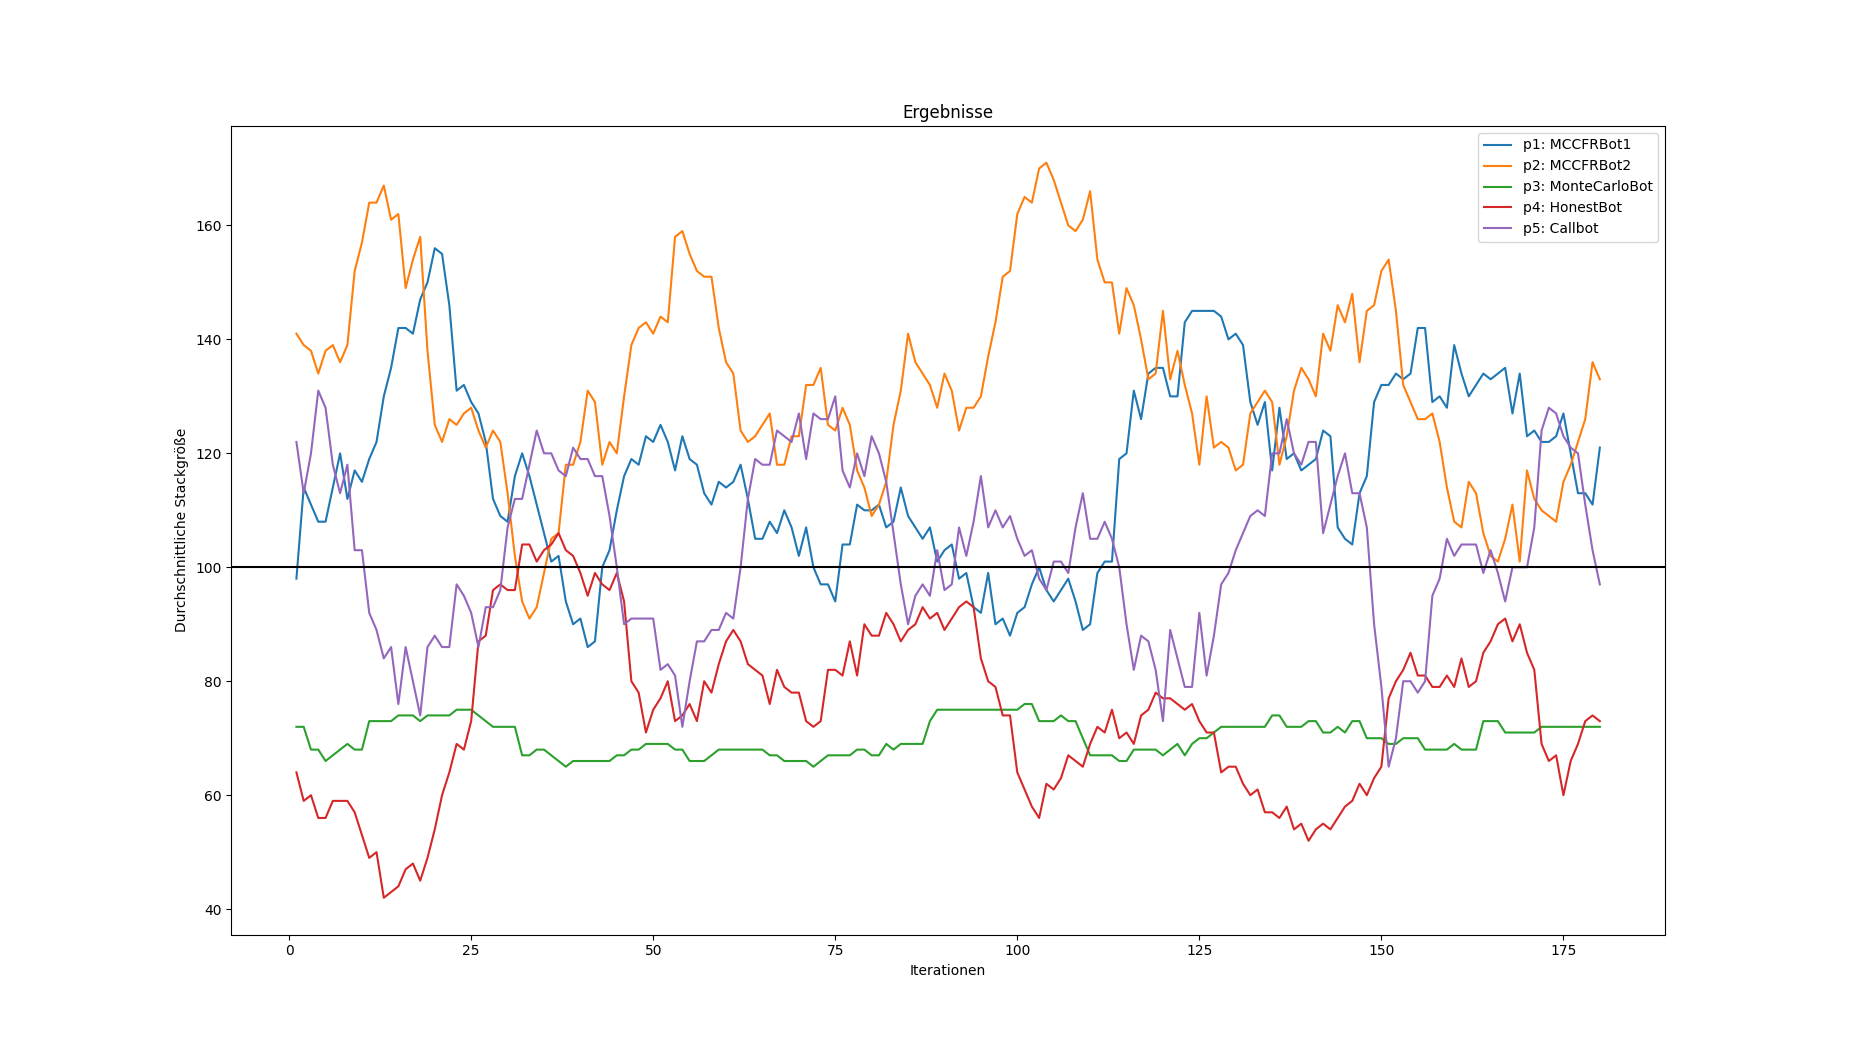 Ergebnisse
p1: MCCFRBot1
p2: MCCFRBot2
p3: MonteCarloBot
p4: HonestBot
p5: Callbot
Durchschnittliche Stackgröße
160
140
120
100
80
60
40
0 25 50 75 100 125 150 175
Iterationen